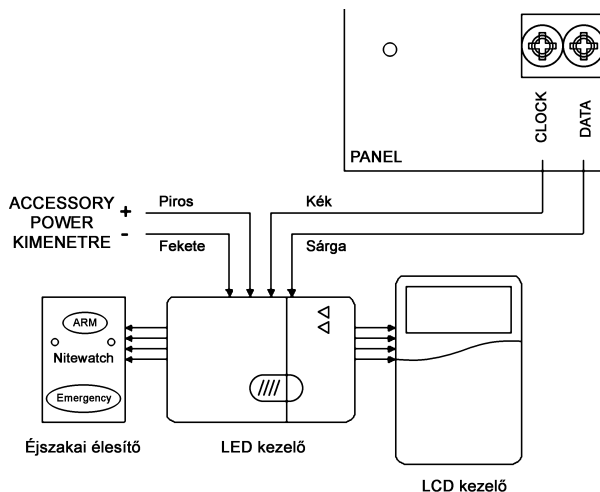 CLOCK
DATA
PANEL
ACCESSORY
POWER
KIMENETRE
+
-
Piros
Kék
Fekete
Sárga
ARM
Nitewatch
Emergency
Éjszakai élesítő
LED kezelő
LCD kezelő